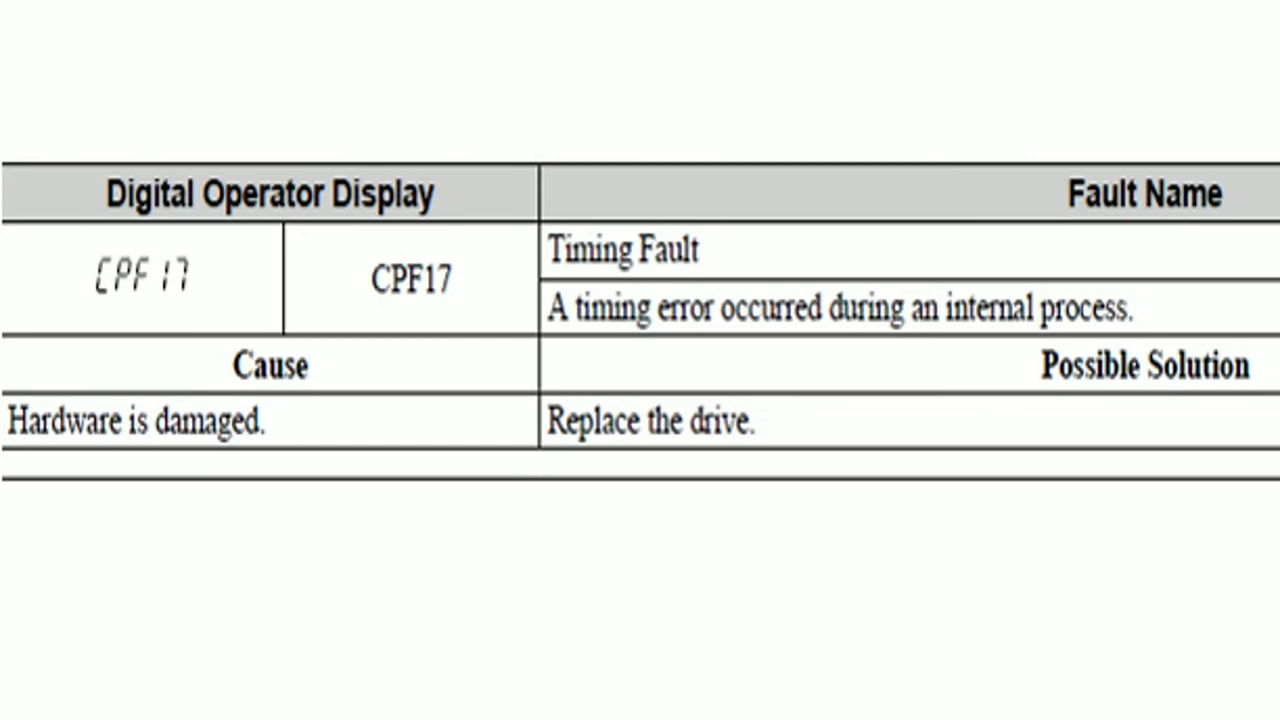 Digital Operator Display
Fault Name
CPF17
CPF17
Timing Fault
A timing error occurred during an internal process.
Cause
Possible Solution
Hardware is damaged.
Replace the drive.